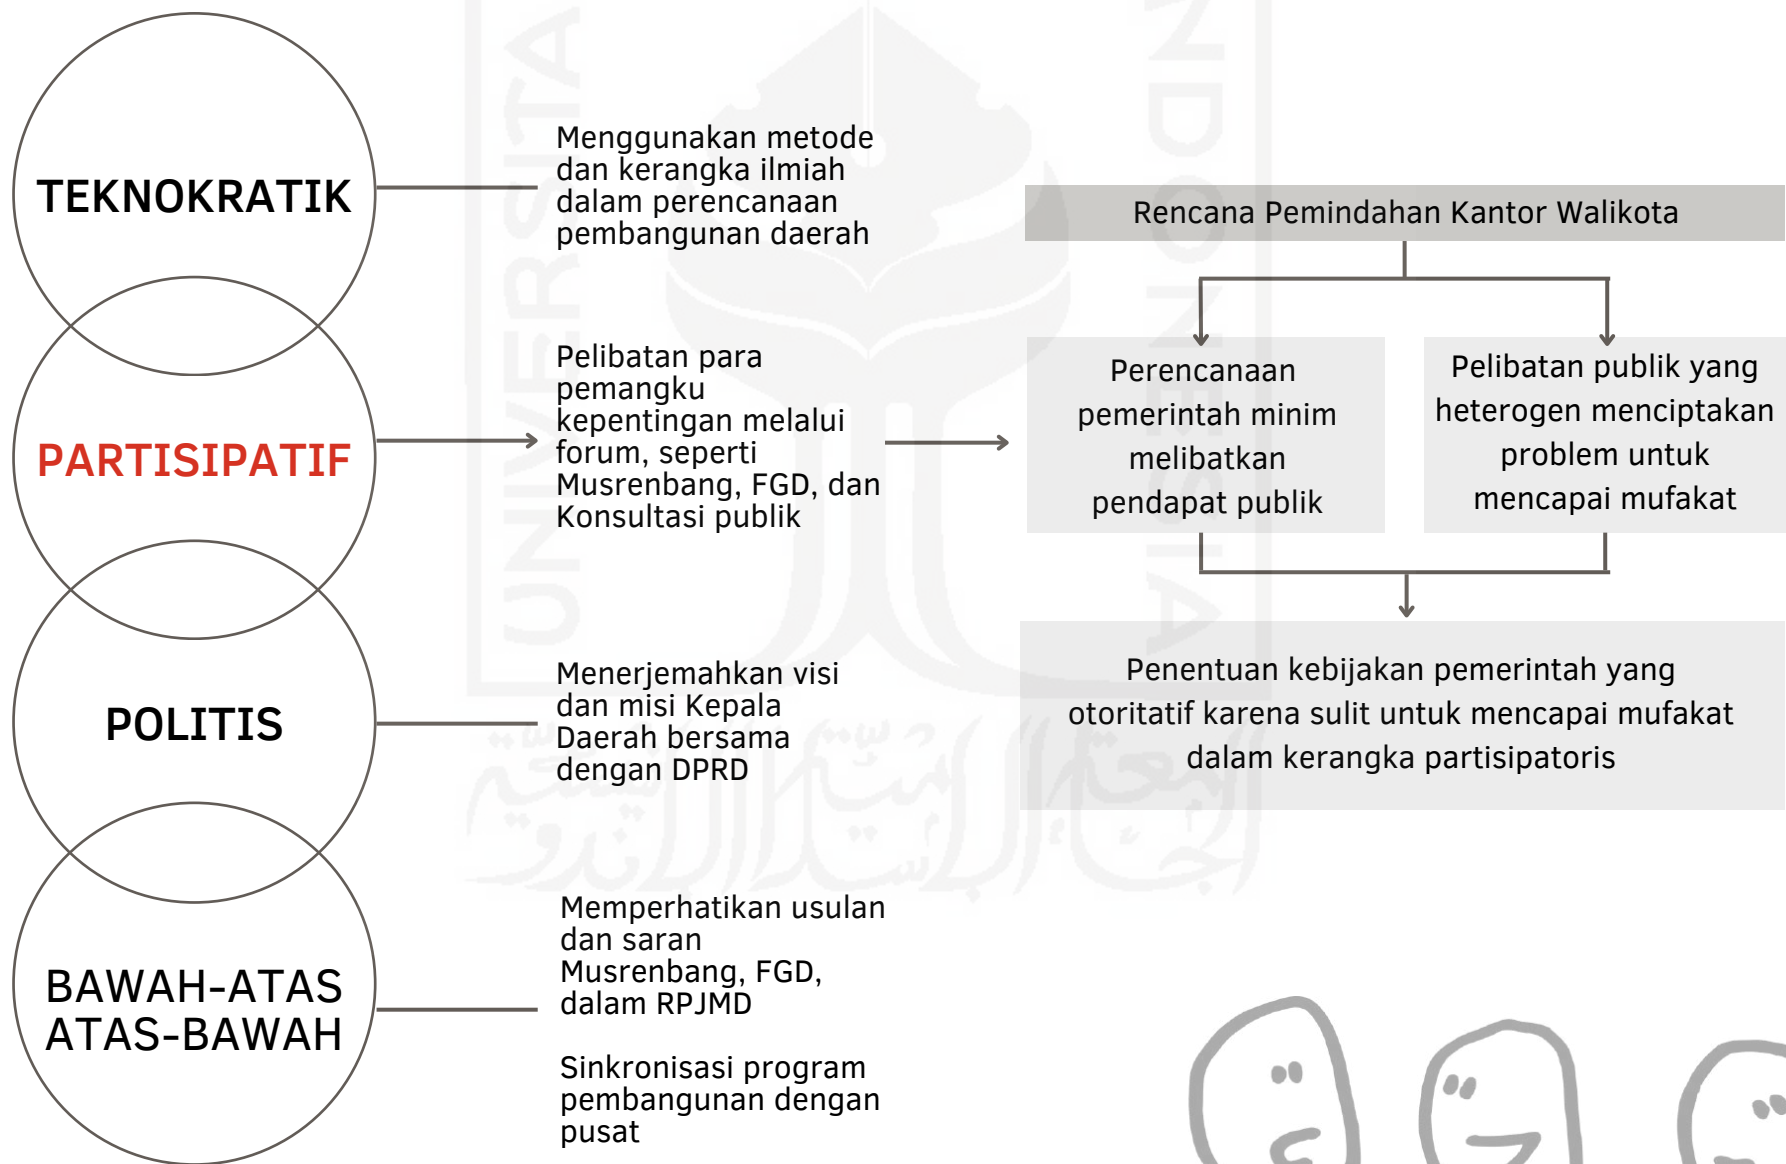 TEKNOKRATIK
Menggunakan metode
dan kerangka ilmiah
dalam perencanaan
pembangunan daerah
PARTISIPATIF
Pelibatan para
pemangku
kepentingan melalui
forum, seperti
Musrenbang, FGD, dan
Konsultasi publik
POLITIS
Menerjemahkan visi
dan misi Kepala
Daerah bersama
dengan DPRD
BAWAH-ATAS
ATAS-BAWAH
Memperhatikan usulan
dan saran
Musrenbang, FGD,
dalam RPJMD
Sinkronisasi program
pembangunan dengan
pusat
Rencana Pemindahan Kantor Walikota
Perencanaan
pemerintah minim
melibatkan
pendapat publik
Pelibatan publik yang
heterogen menciptakan
problem untuk
mencapai mufakat
Penentuan kebijakan pemerintah yang
otoritatif karena sulit untuk mencapai mufakat
dalam kerangka partisipatoris
UNIVERSITA
NDONESIA